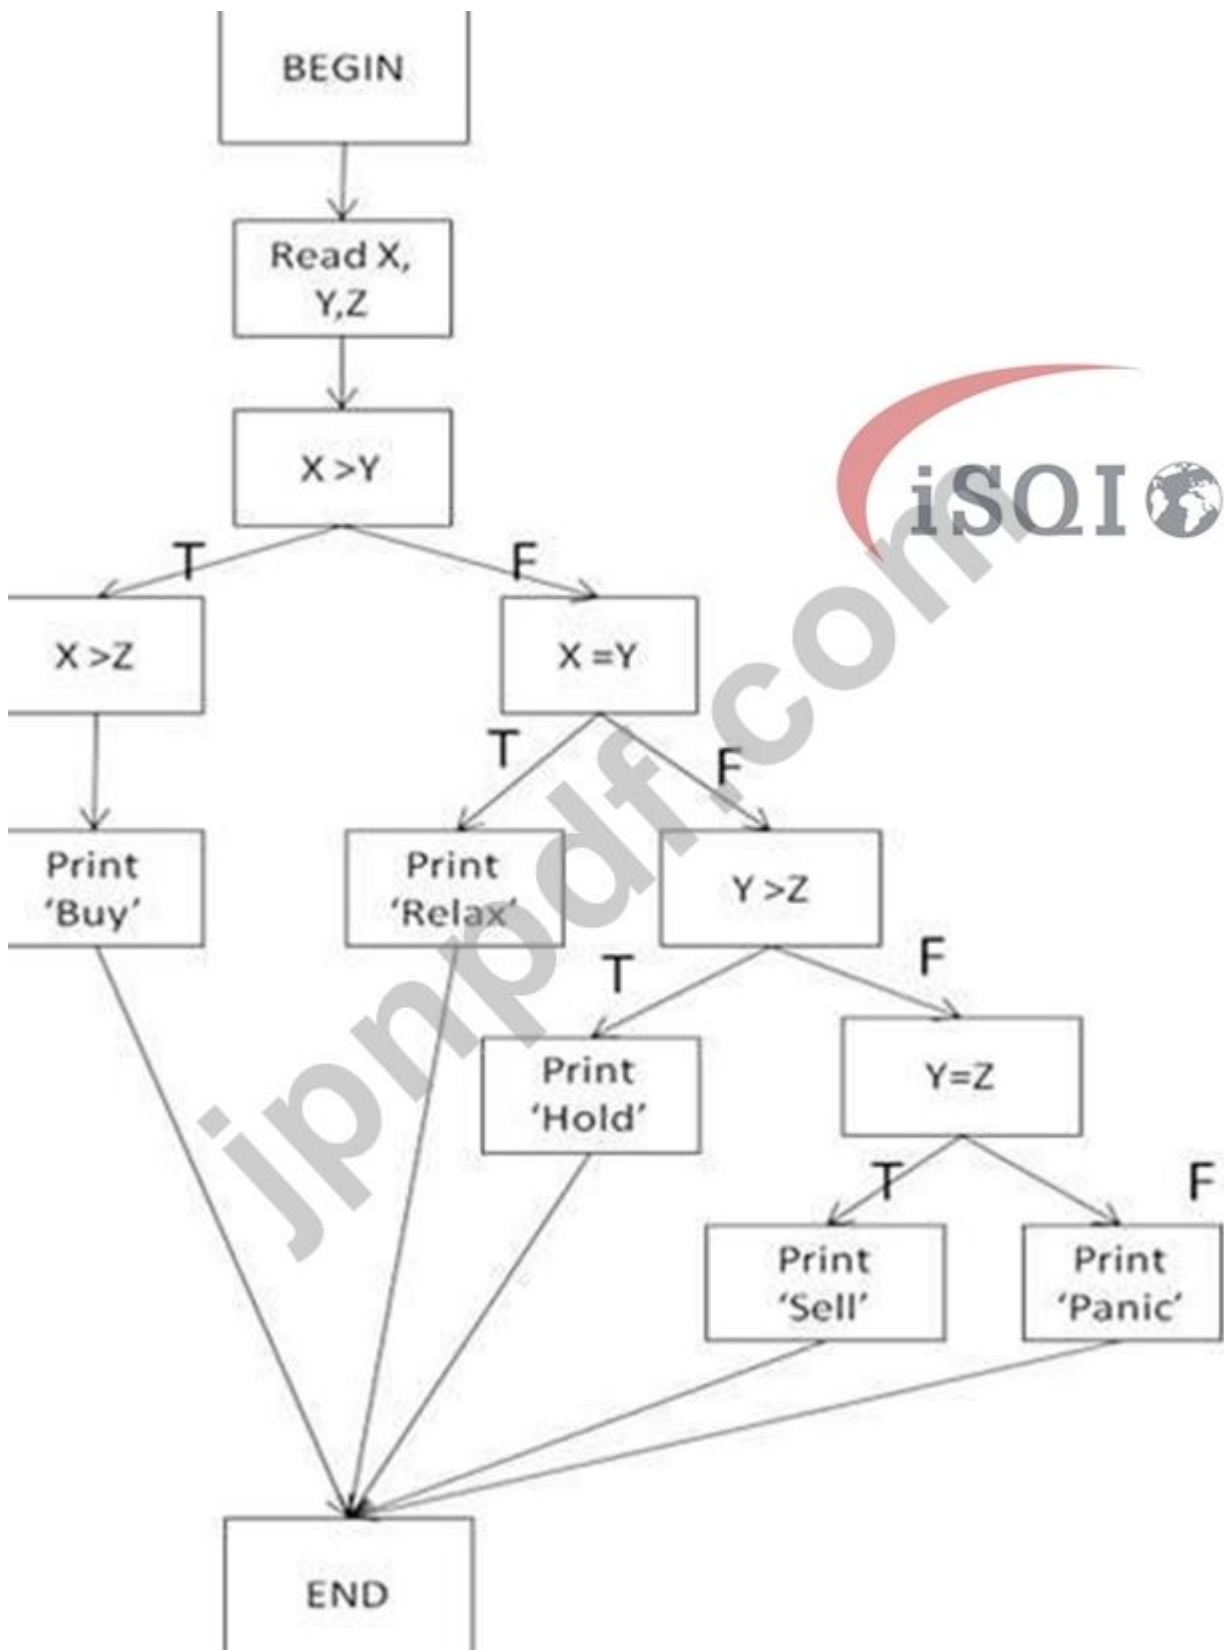 BEGIN
Read X,
Y,Z
X >Y
T
F
X >Z
X =Y
T
F
Print
‘Buy’
Print
‘Relax’
Y >Z
T
F
Print
‘Hold’
Y=Z
T
F
Print
‘Sell’
Print
‘Panic’
END
iSQI
jpnpdf.com